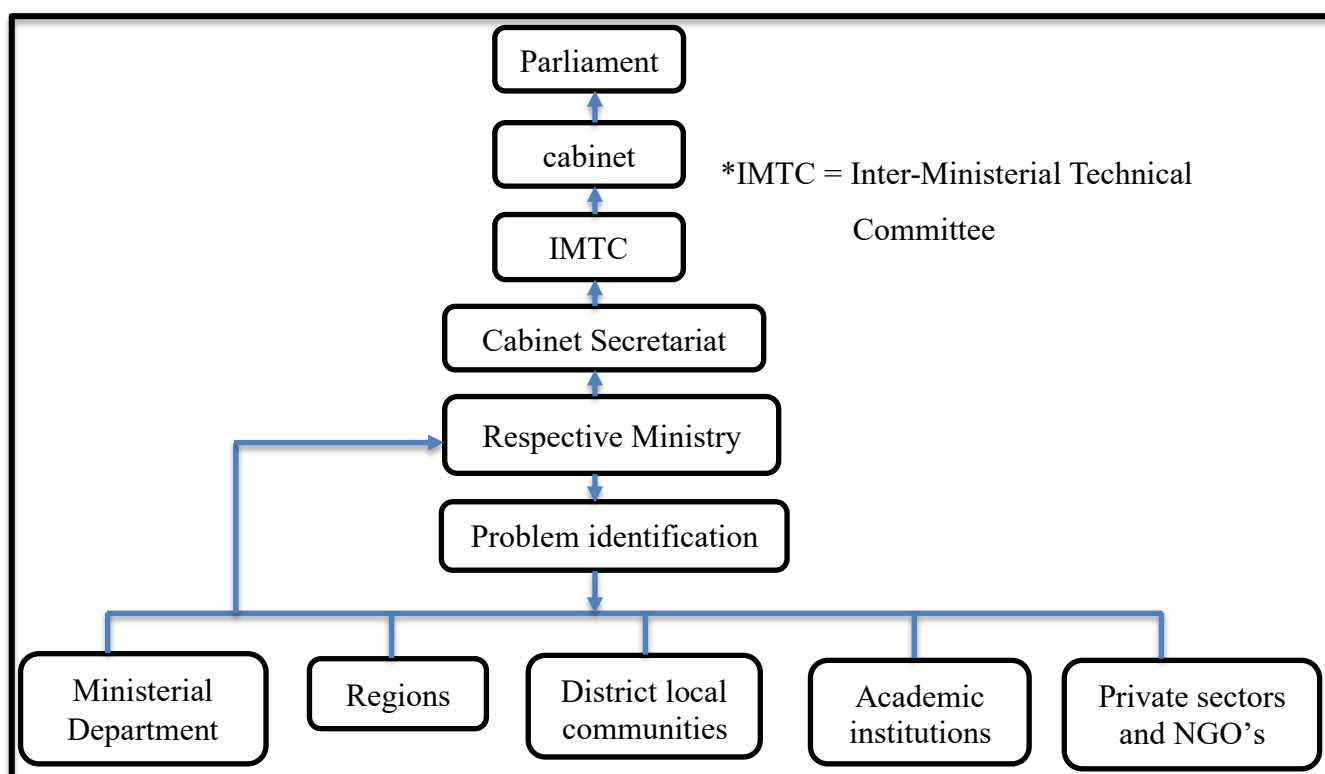 Parliament
cabinet
*IMTC = Inter-Ministerial Technical
Committee
IMTC
Cabinet Secretariat
Respective Ministry
Problem identification
Ministerial
Department
Regions
District local
communities
Academic
institutions
Private sectors
and NGO’s